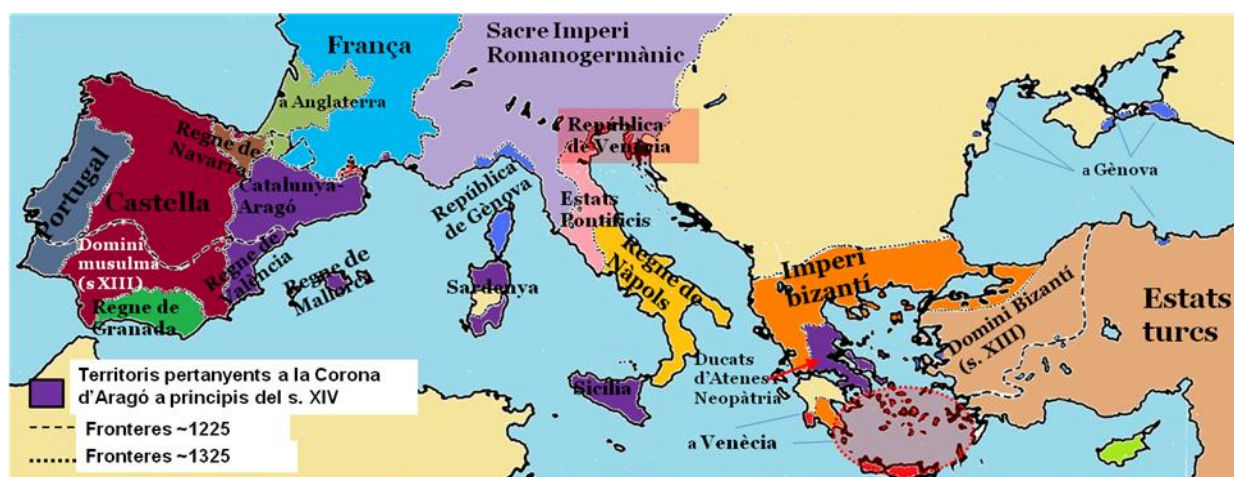 Sacre Imperi
Romanogermànic
França
a Anglaterra
República
de Venècia
Regne de
Navarra
Portugal
Castella
Catalunya-
Aragó
República
de Gènova
Estats
Pontificis
a Gènova
Domini
musulmà
(s XIII)
Regne de
València
Regne de
Mallorca
Sardenya
Regne de
Nàpols
Imperi
bizantí
Domini Bizantí
(s. XIII)
Estats
turcs
Regne de
Granada
Sicília
Ducats
d'Atenes i
Neopàtria
a Venècia
Territoris pertanyents a la Corona
d'Aragó a principis del s. XIV
Fronteres ~1225
Fronteres ~1325